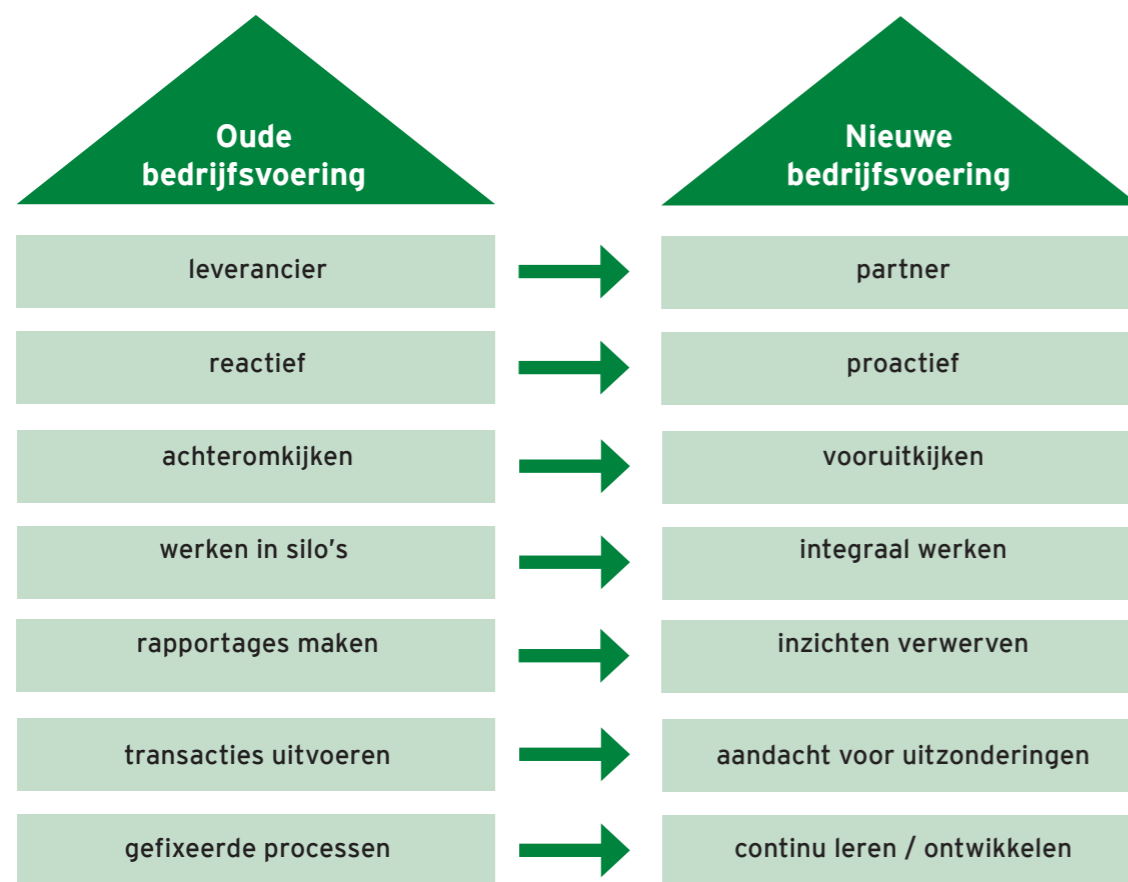 Oude
bedrijfsvoering
Nieuwe
bedrijfsvoering
leverancier
partner
reactief
proactief
achteromkijken
vooruitkijken
werken in silo's
integraal werken
rapportages maken
inzichten verwerven
transacties uitvoeren
aandacht voor uitzonderingen
gefixeerde processen
continu leren / ontwikkelen